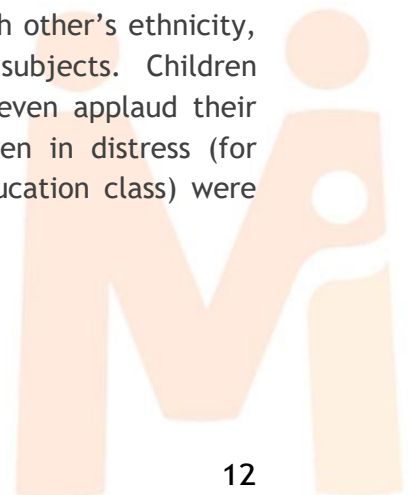 h other’s ethnicity,
subjects. Children
even applaud their
en in distress (for
ucation class) were
12